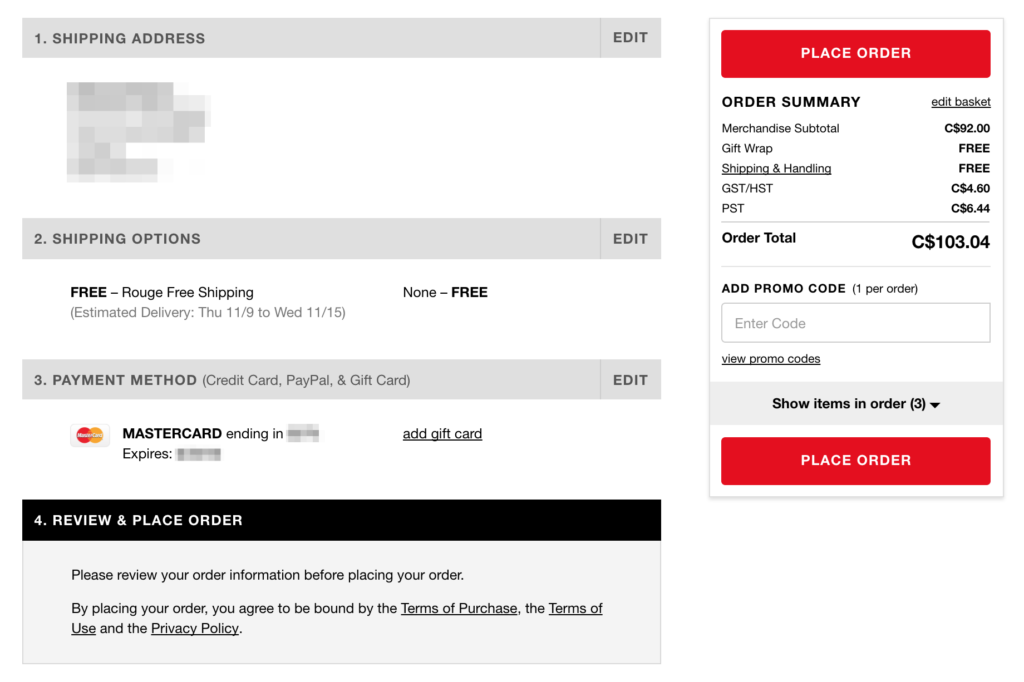 1. SHIPPING ADDRESS EDIT
2. SHIPPING OPTIONS EDIT
FREE – Rouge Free Shipping None – FREE
(Estimated Delivery: Thu 11/9 to Wed 11/15)
3. PAYMENT METHOD (Credit Card, PayPal, & Gift Card) EDIT
MasterCard MASTERCARD ending in add gift card
Expires:
4. REVIEW & PLACE ORDER
Please review your order information before placing your order.
By placing your order, you agree to be bound by the Terms of Purchase, the Terms of
Use and the Privacy Policy.
PLACE ORDER
ORDER SUMMARY edit basket
Merchandise Subtotal C$92.00
Gift Wrap FREE
Shipping & Handling FREE
GST/HST C$4.60
PST C$6.44
Order Total C$103.04
ADD PROMO CODE (1 per order)
Enter Code
view promo codes
Show items in order (3)
PLACE ORDER